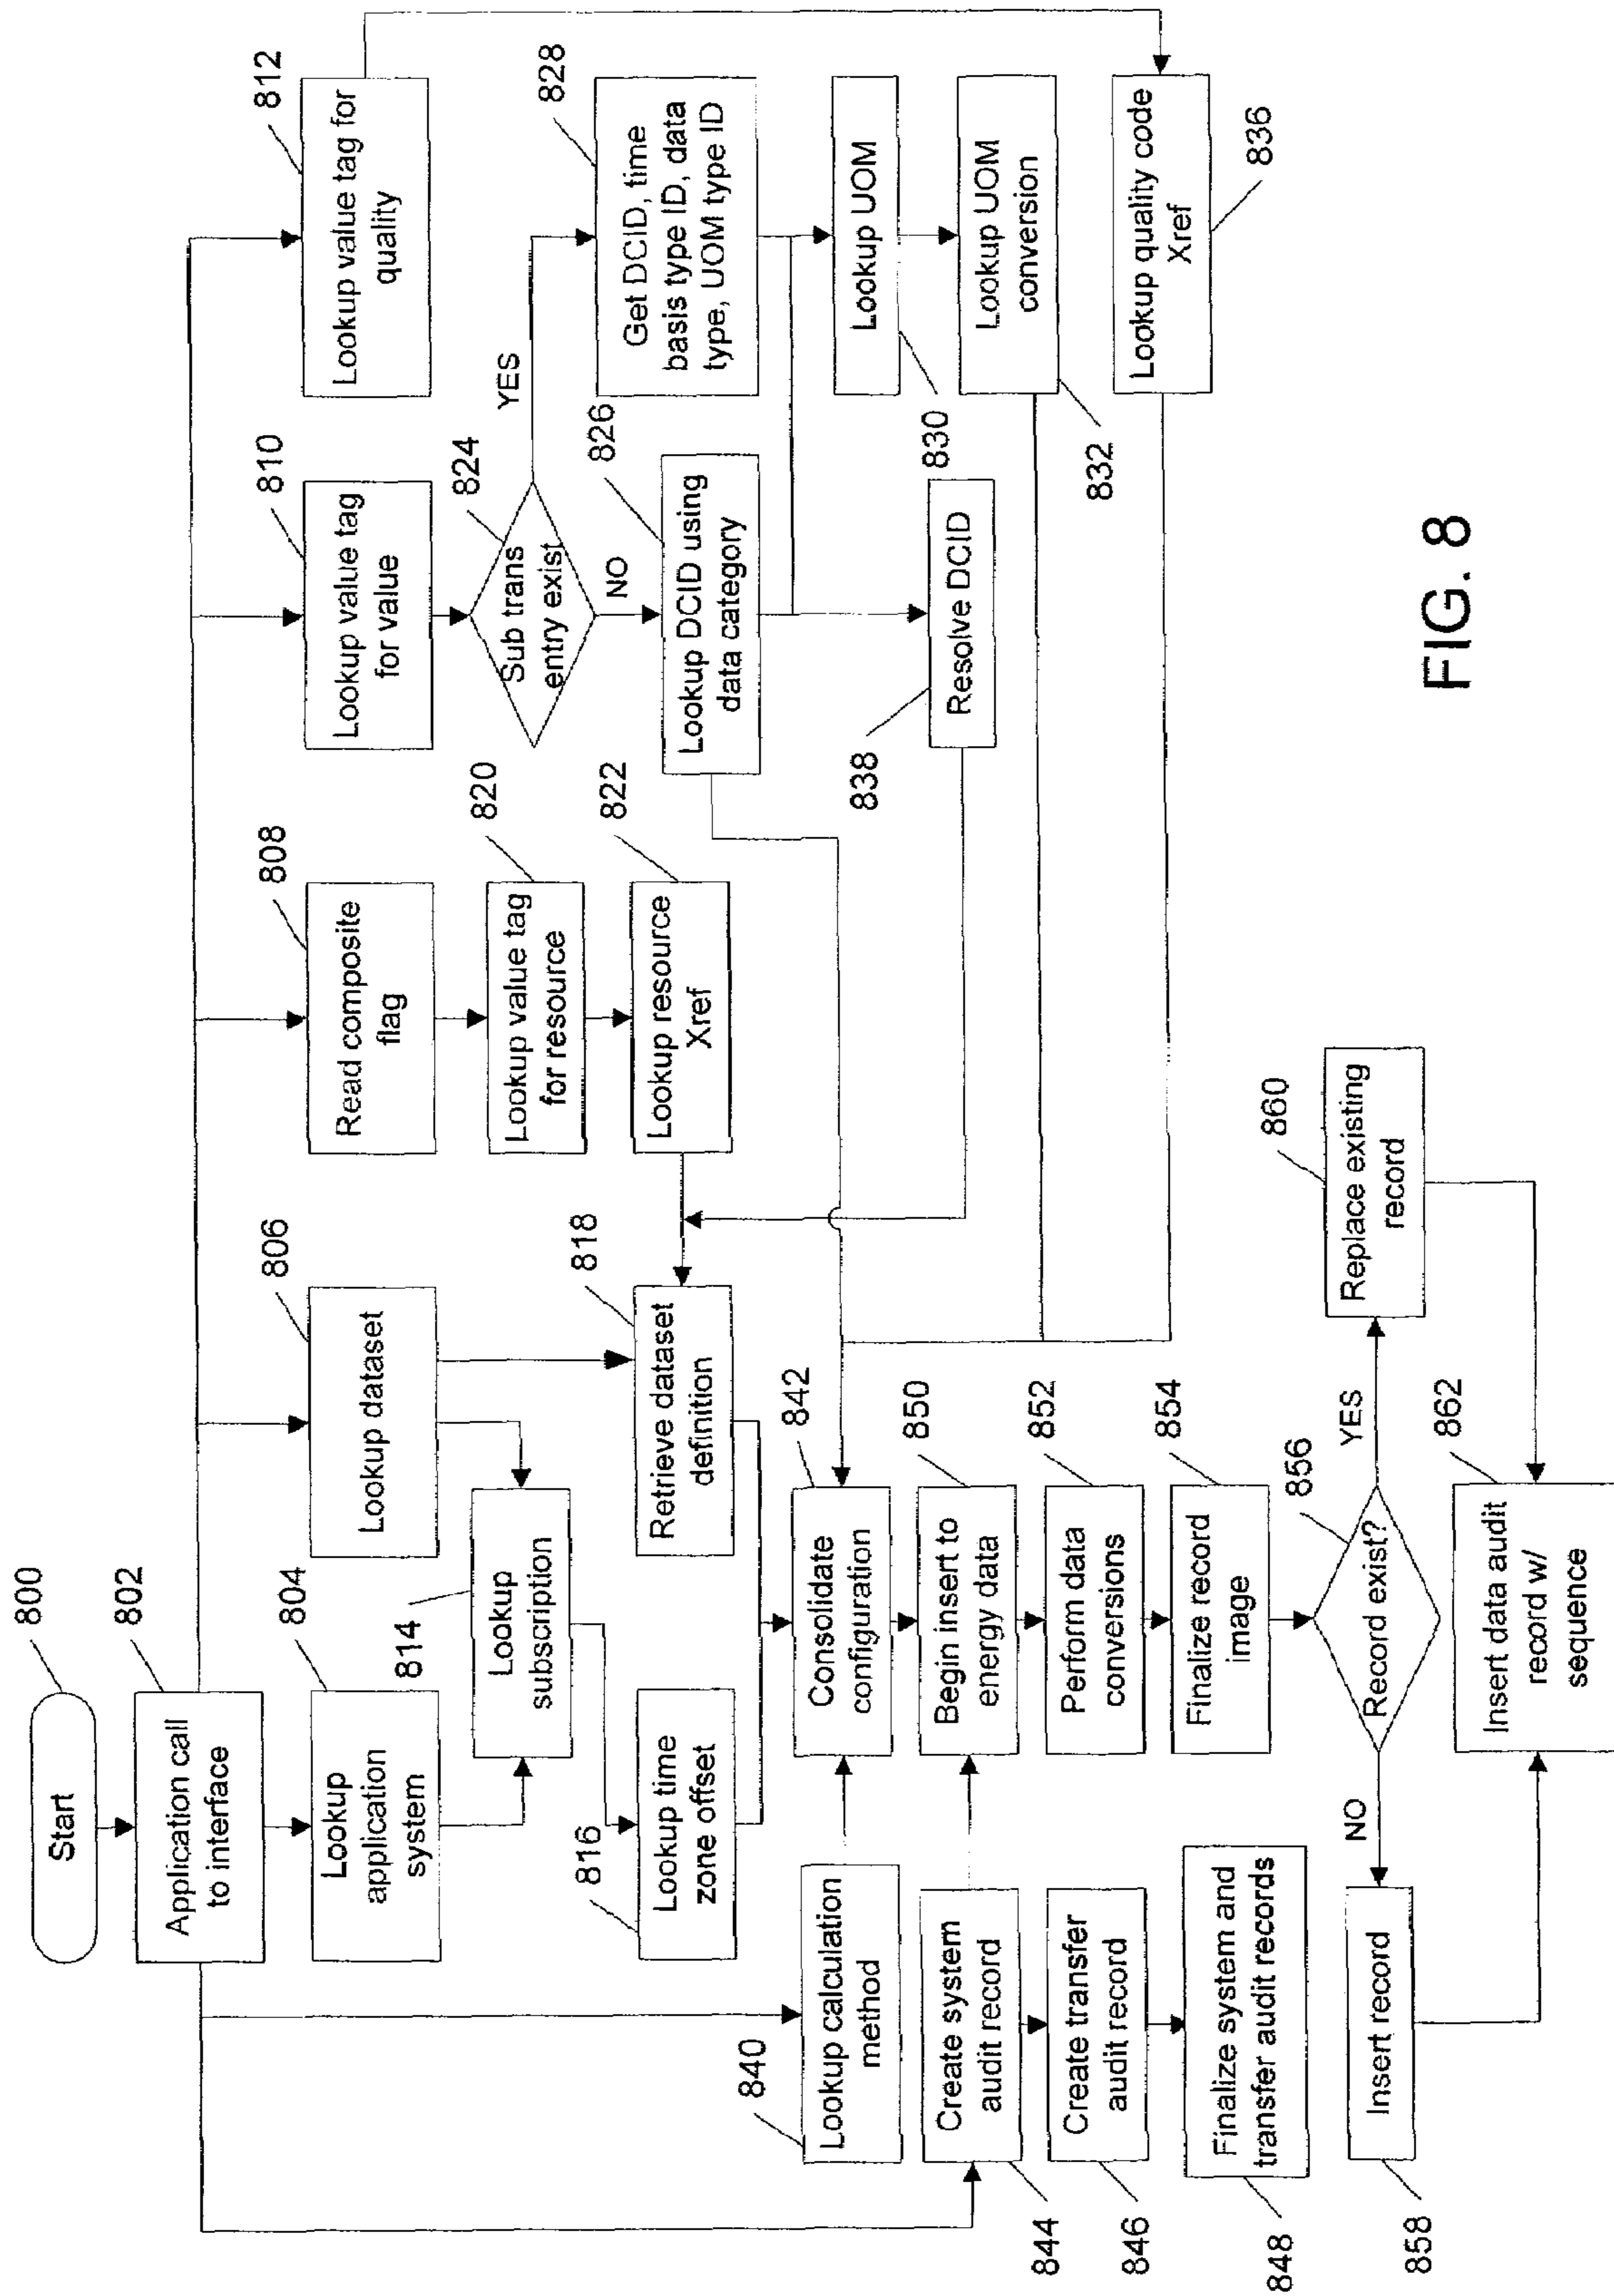 800
Start
802
Application call
to interface
804
Lookup
application
system
806
Lookup dataset
808
Read composite
flag
810
Lookup value tag
for value
812
Lookup value tag for
quality
814
Lookup
subscription
816
Lookup time
zone offset
818
Retrieve dataset
definition
820
Lookup value tag
for resource
822
Lookup resource
Xref
824
Sub trans
entry exist
YES
NO
826
Lookup DCID using
data category
828
Get DCID, time
basis type ID, data
type, UOM type ID
830
Lookup UOM
832
Lookup UOM
conversion
836
Lookup quality code
Xref
838
Resolve DCID
840
Lookup calculation
method
842
Consolidate
configuration
844
Create system
audit record
846
Create transfer
audit record
848
Finalize system and
transfer audit records
850
Begin insert to
energy data
852
Perform data
conversions
854
Finalize record
image
856
Record exist?
NO
YES
858
Insert record
860
Replace existing
record
862
Insert data audit
record w/
sequence
FIG. 8